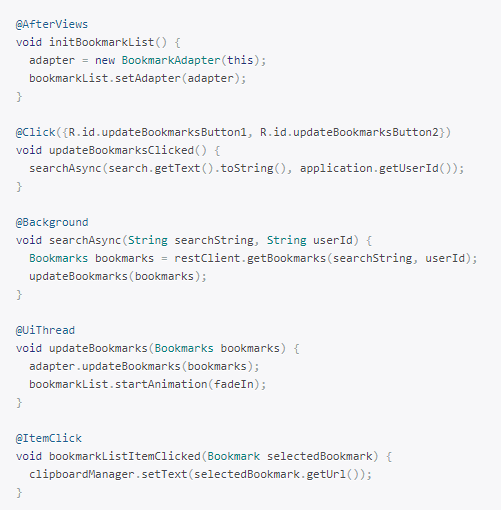 @AfterViews
void initBookmarkList() {
  adapter = new BookmarkAdapter(this);
  bookmarkList.setAdapter(adapter);
}

@Click({R.id.updateBookmarksButton1, R.id.updateBookmarksButton2})
void updateBookmarksClicked() {
  searchAsync(search.getText().toString(), application.getUserId());
}

@Background
void searchAsync(String searchString, String userId) {
  Bookmarks bookmarks = restClient.getBookmarks(searchString, userId);
  updateBookmarks(bookmarks);
}

@UiThread
void updateBookmarks(Bookmarks bookmarks) {
  adapter.updateBookmarks(bookmarks);
  bookmarkList.startAnimation(fadeIn);
}

@ItemClick
void bookmarkListItemClicked(Bookmark selectedBookmark) {
  clipboardManager.setText(selectedBookmark.getUrl());
}